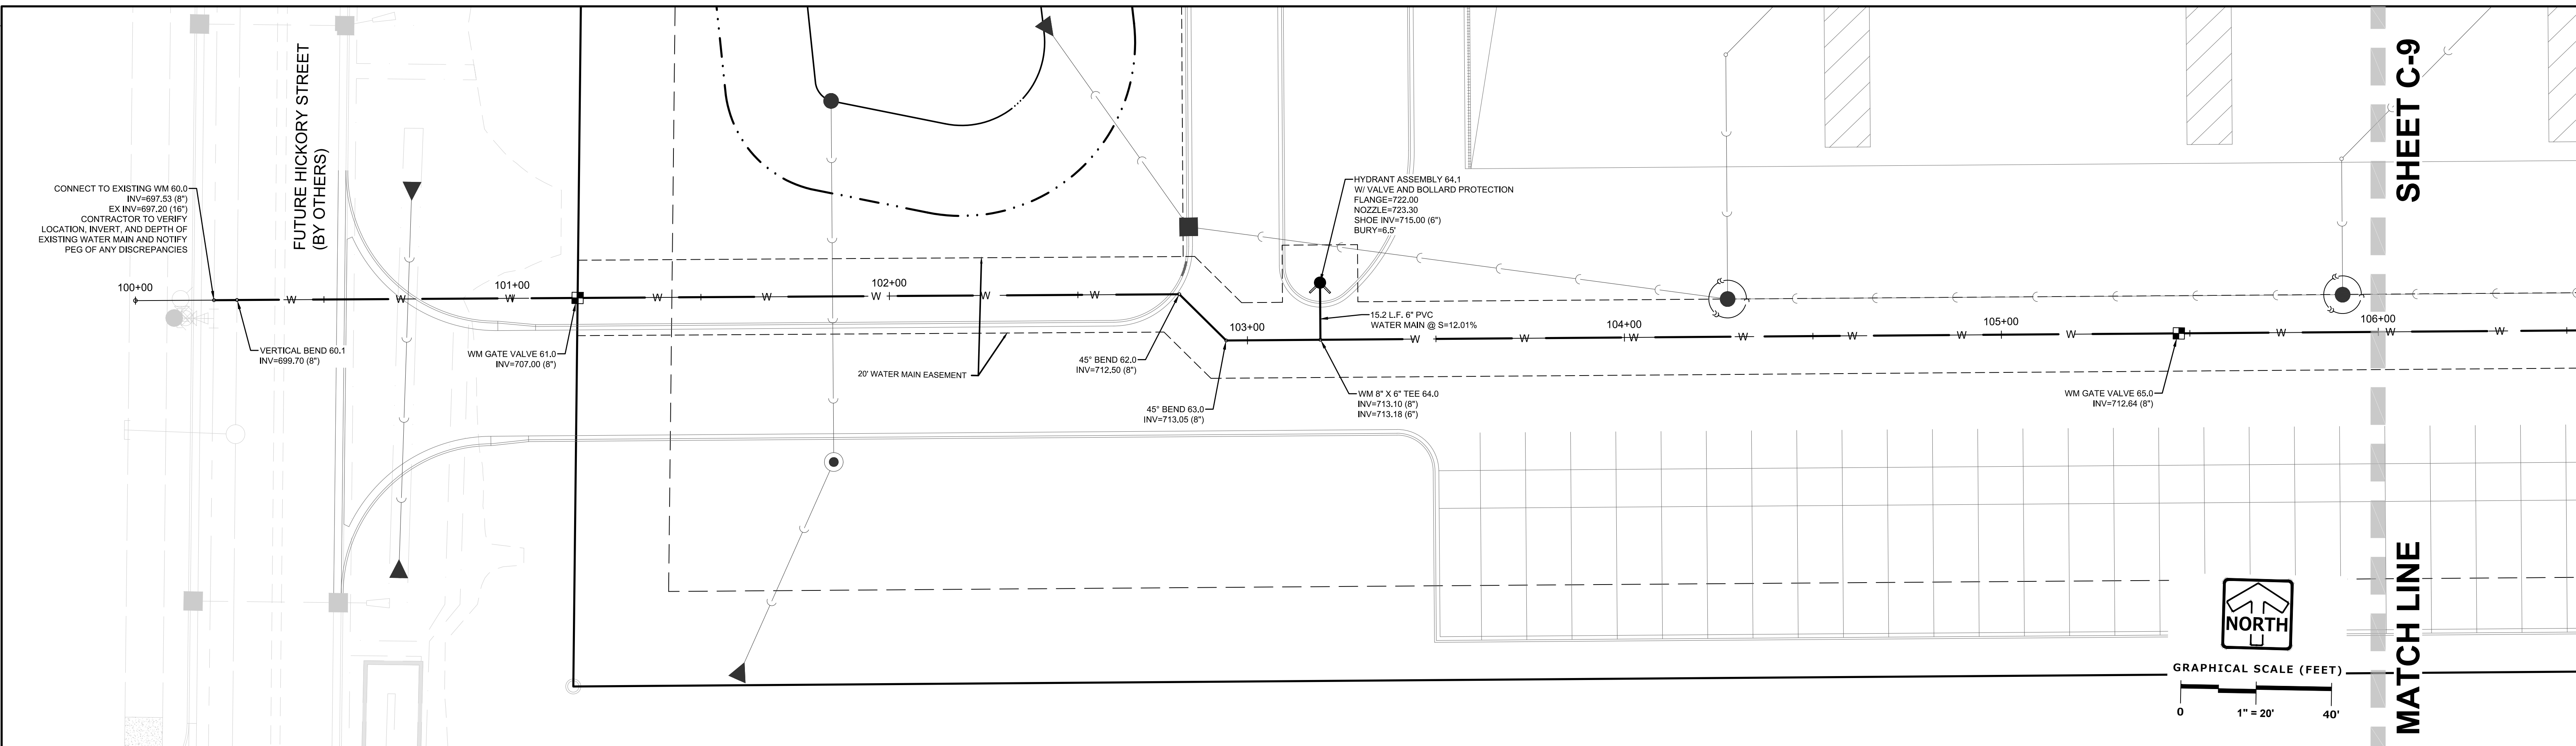 FUTURE HICKORY STREET
(BY OTHERS)
CONNECT TO EXISTING WM 60.0
INV=697.53 (8")
EX INV=697.20 (16")
CONTRACTOR TO VERIFY
LOCATION, INVERT, AND DEPTH OF
EXISTING WATER MAIN AND NOTIFY
PEG OF ANY DISCREPANCIES
100+00
101+00
102+00
103+00
104+00
105+00
106+00
W W W W W W W W W W W W W W W W W
VERTICAL BEND 60.1
INV=699.70 (8")
WM GATE VALVE 61.0
INV=707.00 (8")
20' WATER MAIN EASEMENT
45° BEND 62.0
INV=712.50 (8")
45° BEND 63.0
INV=713.05 (8")
HYDRANT ASSEMBLY 64.1
W/ VALVE AND BOLLARD PROTECTION
FLANGE=722.00
NOZZLE=723.30
SHOE INV=715.00 (6")
BURY=6.5'
15.2 L.F. 6" PVC
WATER MAIN @ S=12.01%
WM 8" X 6" TEE 64.0
INV=713.10 (8")
INV=713.18 (6")
WM GATE VALVE 65.0
INV=712.64 (8")
SHEET C-9
MATCH LINE
NORTH
GRAPHICAL SCALE (FEET)
0 1" = 20' 40'